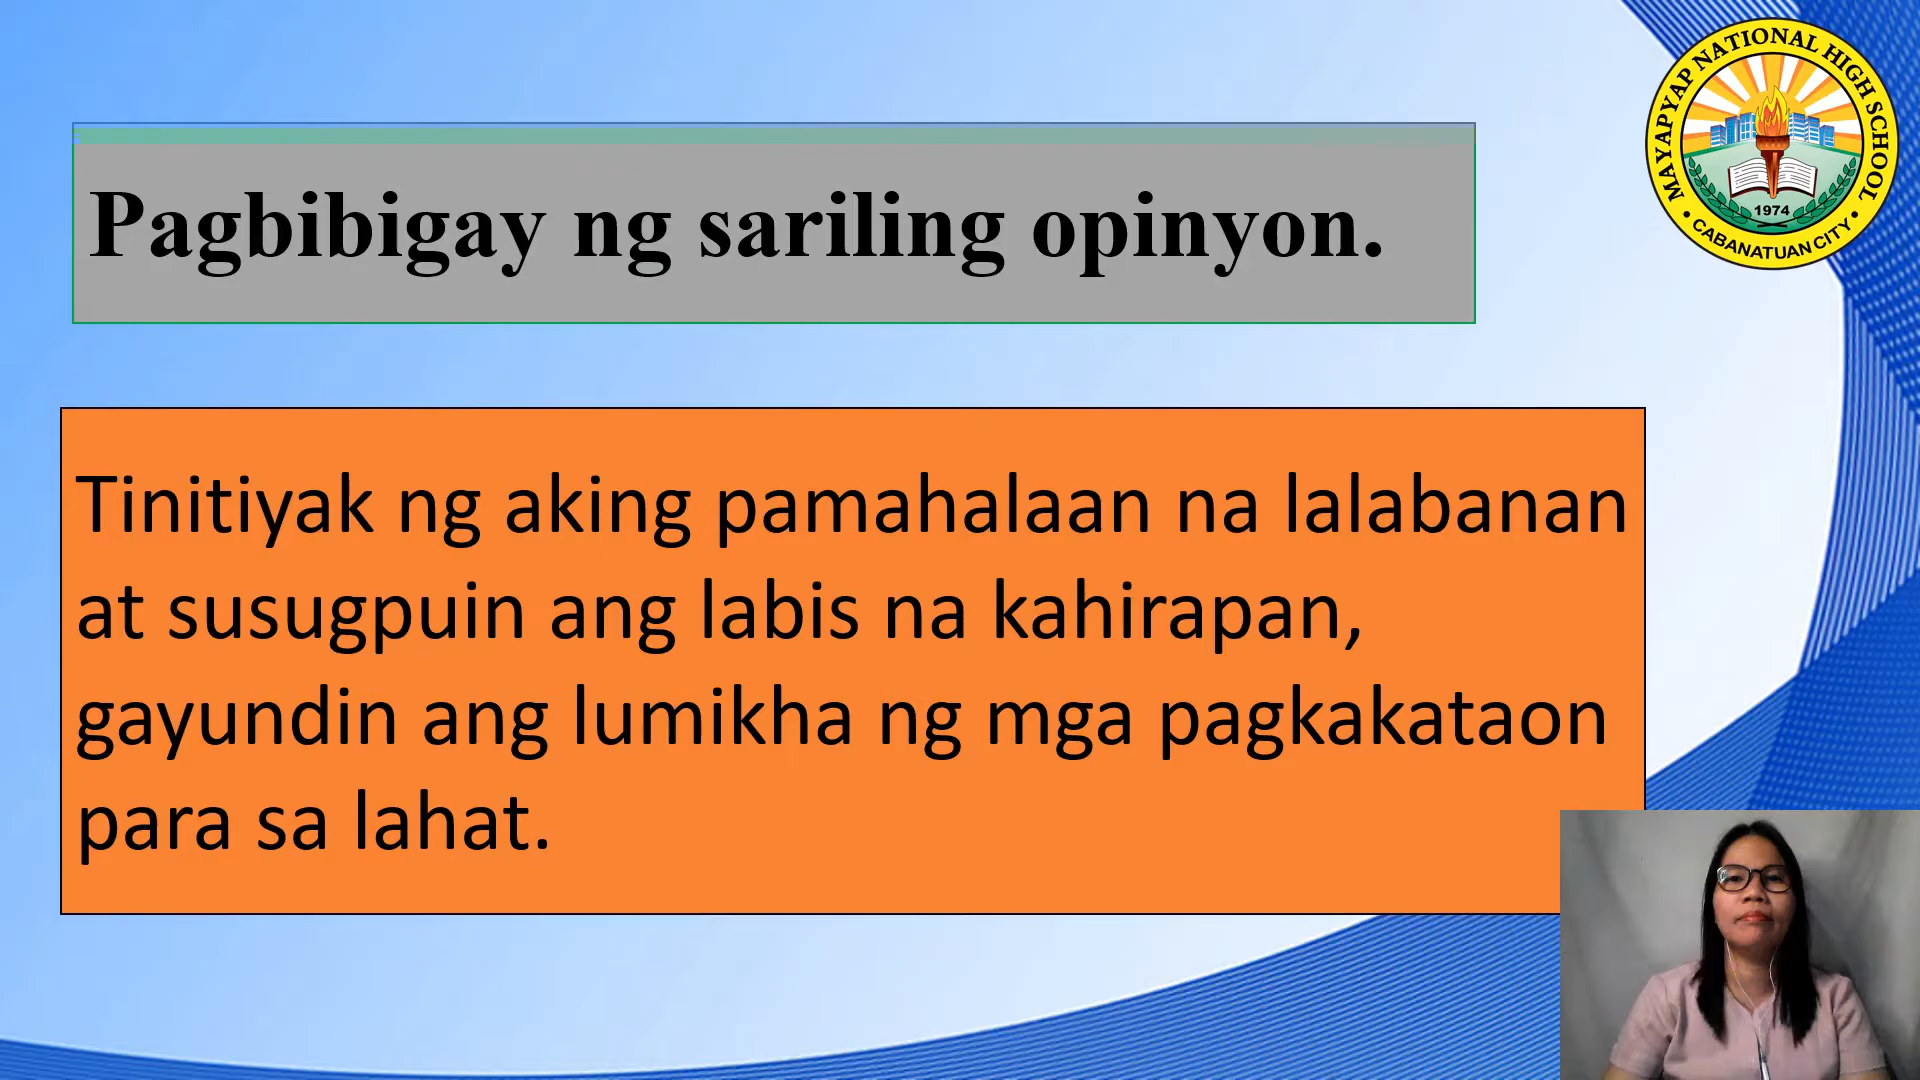 Pagbibigay ng sariling opinyon.
MAYAPYAP NATIONAL HIGH SCHOOL
1974
• CABANATUAN CITY •
Tinitiyak ng aking pamahalaan na lalabanan
at susugpuin ang labis na kahirapan,
gayundin ang lumikha ng mga pagkakataon
para sa lahat.